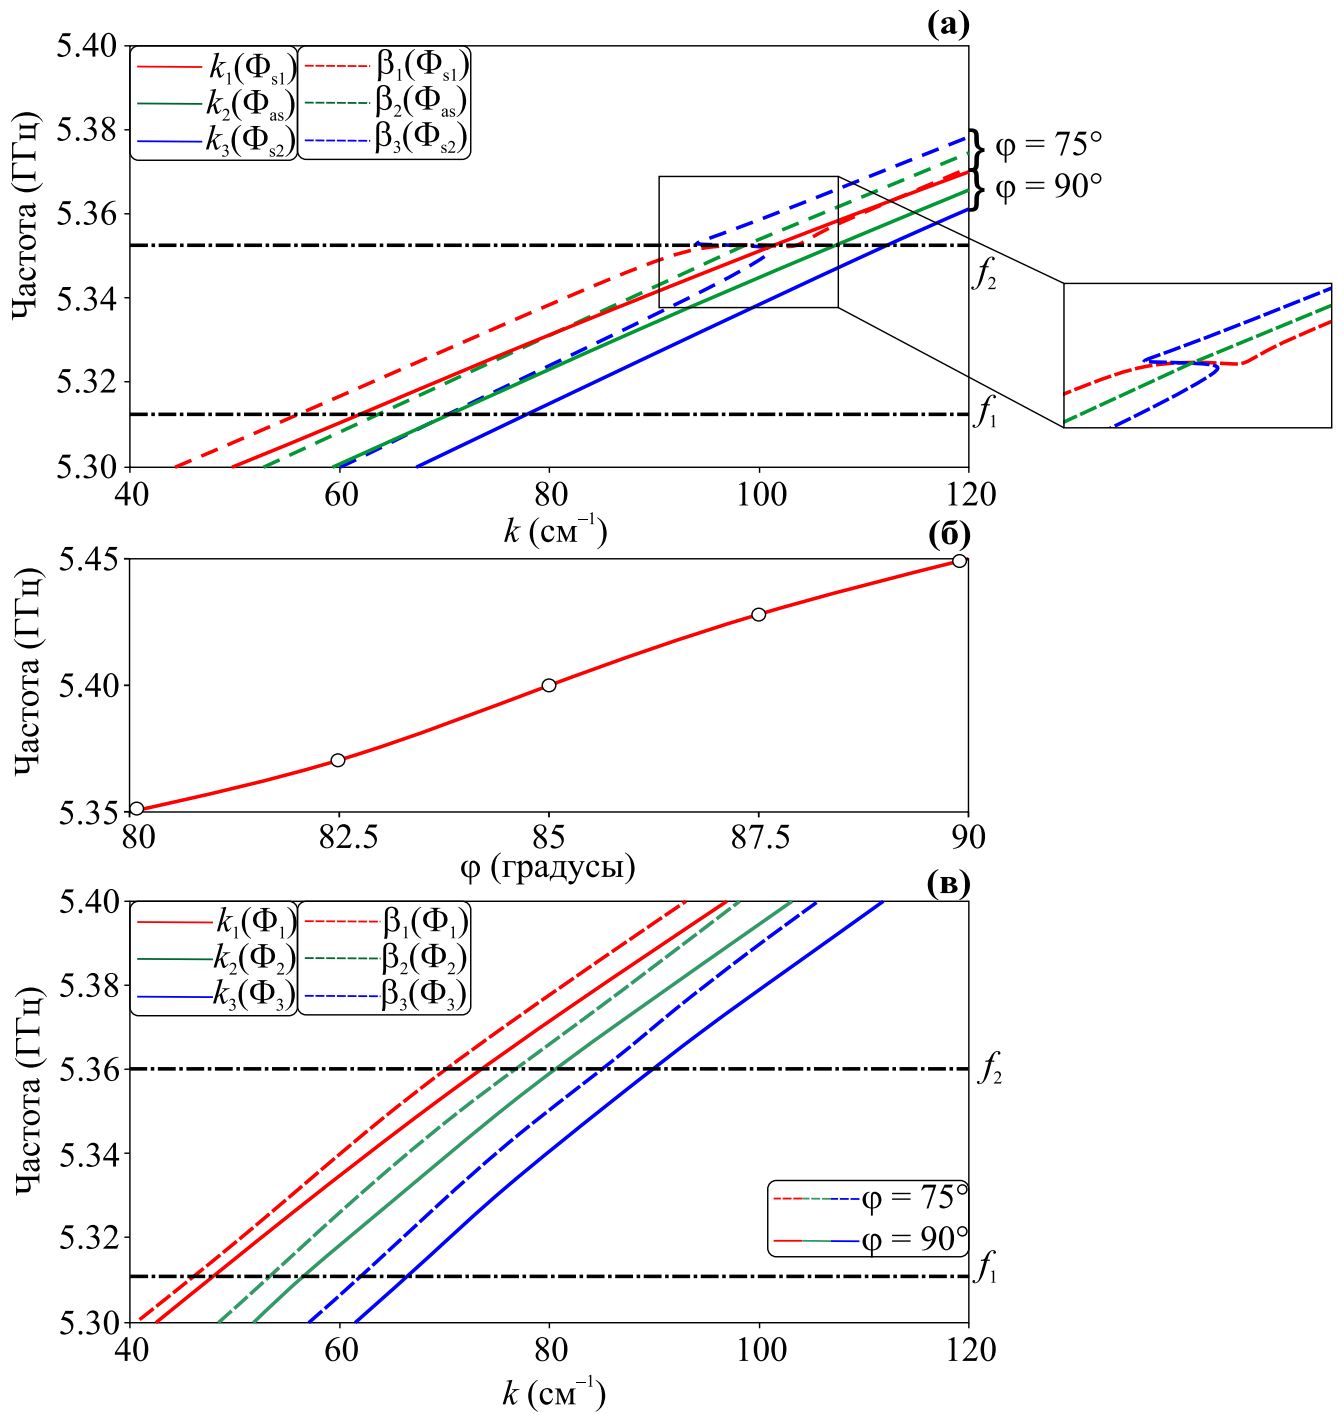 (а)
Частота (ГГц)
5.40
5.38
5.36
5.34
5.32
5.30
k₁(Φs1)
k₂(Φas)
k₃(Φs2)
β₁(Φs1)
β₂(Φas)
β₃(Φs2)
φ = 75°
φ = 90°
f₂
f₁
40 60 80 100 120
k (см⁻¹)
(б)
Частота (ГГц)
5.45
5.40
5.35
80 82.5 85 87.5 90
φ (градусы)
(в)
Частота (ГГц)
5.40
5.38
5.36
5.34
5.32
5.30
k₁(Φ₁)
k₂(Φ₂)
k₃(Φ₃)
β₁(Φ₁)
β₂(Φ₂)
β₃(Φ₃)
f₂
φ = 75°
φ = 90°
f₁
40 60 80 100 120
k (см⁻¹)